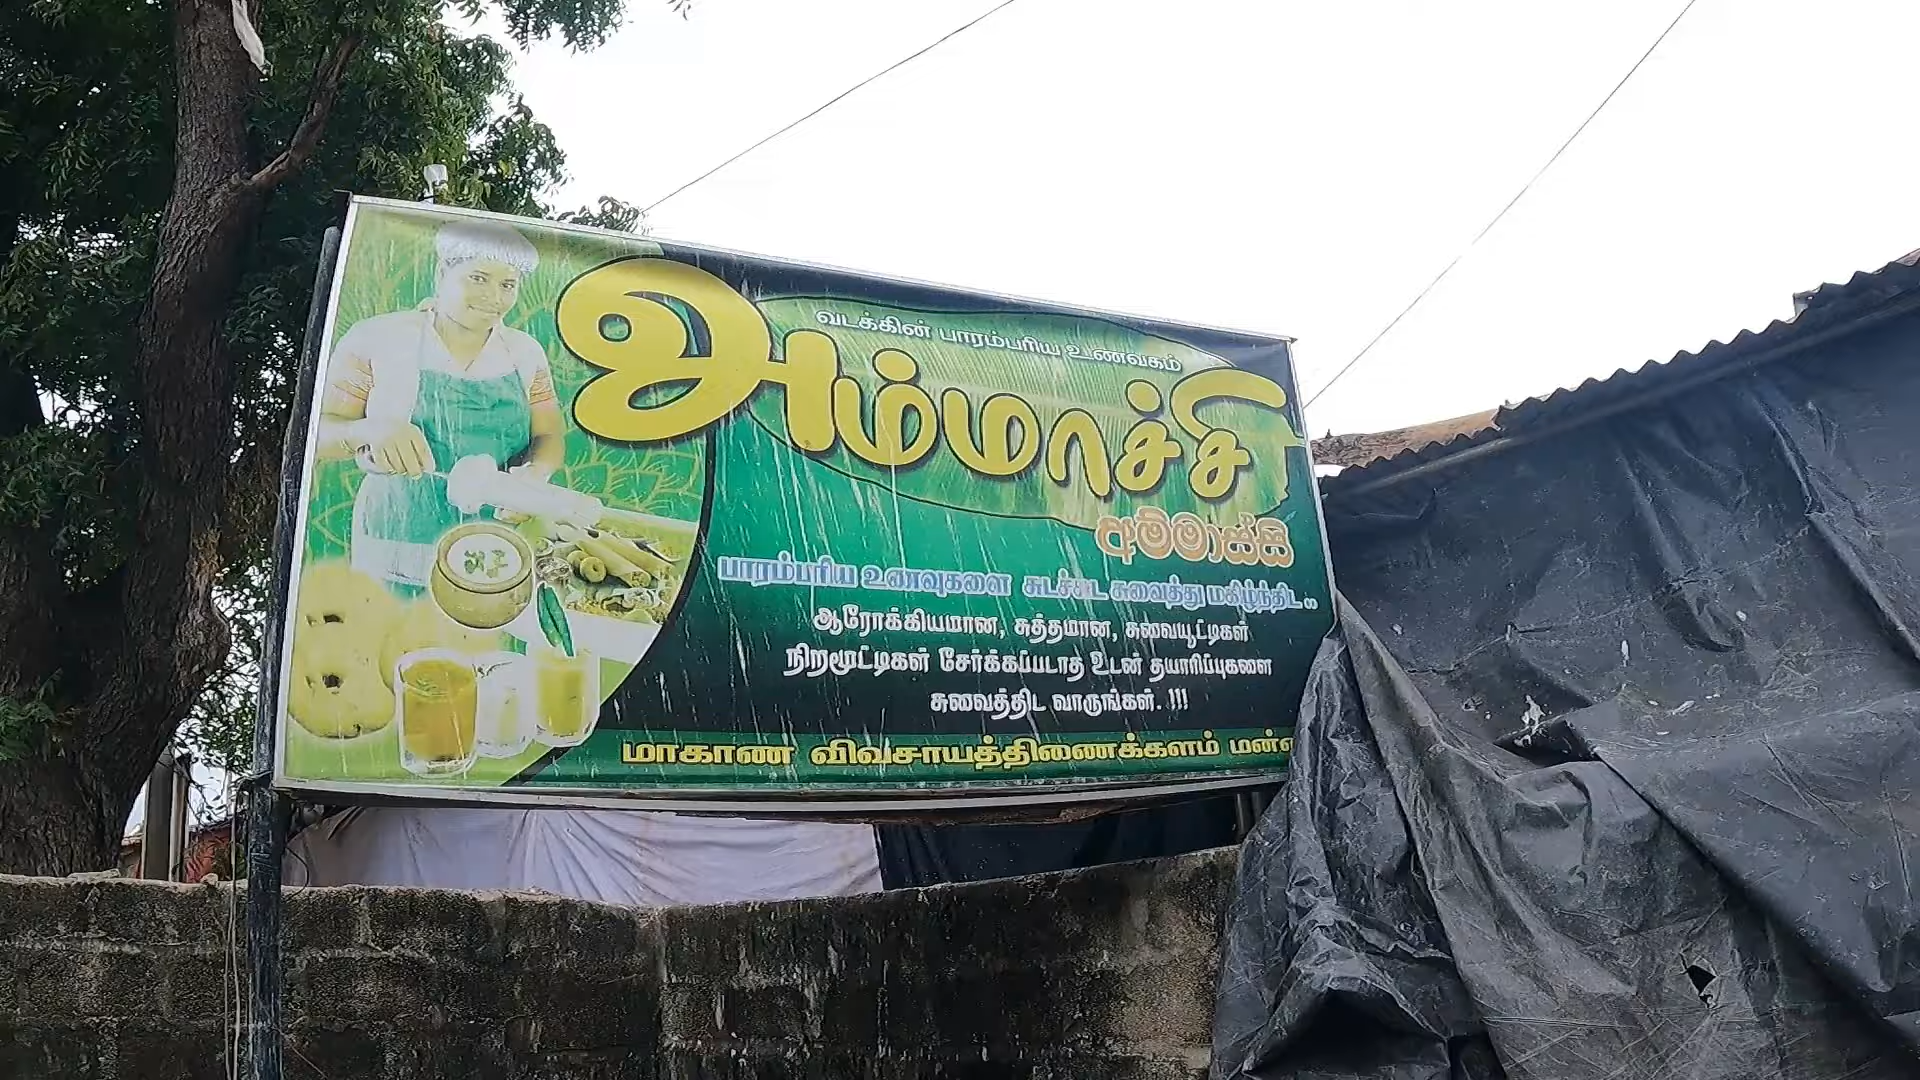 வடக்கின் பாரம்பரிய உணவகம்
அம்மாச்சி
අම්මාච්චි
பாரம்பரிய உணவுகளை சுடச்சுட சுவைத்து மகிழ்ந்திட..
ஆரோக்கியமான, சுத்தமான, சுவையூட்டிகள்
நிறமூட்டிகள் சேர்க்கப்படாத உடன் தயாரிப்புகளை
சுவைத்திட வாருங்கள். !!!
மாகாண விவசாயத்திணைக்களம்